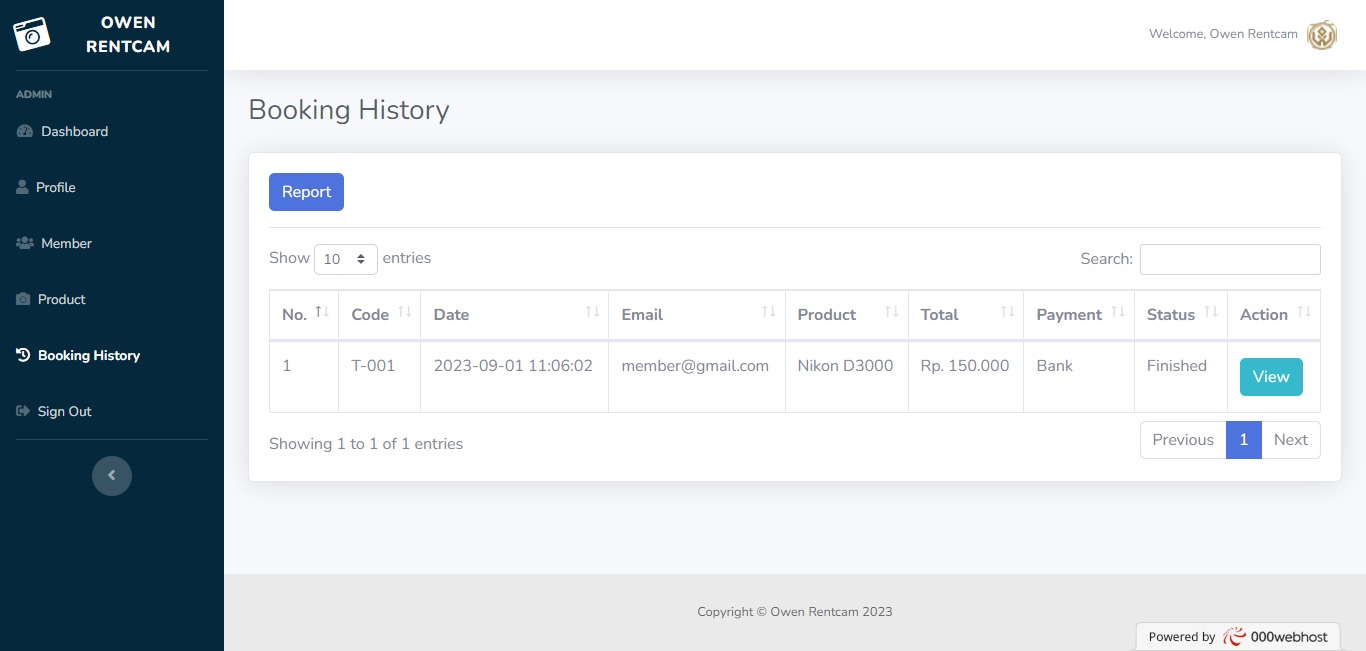 OWEN
RENTCAM
Welcome, Owen Rentcam
ADMIN
Dashboard
Profile
Member
Product
Booking History
Sign Out
Booking History
Report
Show 10 entries
Search:
No. Code Date Email Product Total Payment Status Action
1 T-001 2023-09-01 11:06:02 member@gmail.com Nikon D3000 Rp. 150.000 Bank Finished View
Showing 1 to 1 of 1 entries
Previous 1 Next
Copyright © Owen Rentcam 2023
Powered by 000webhost